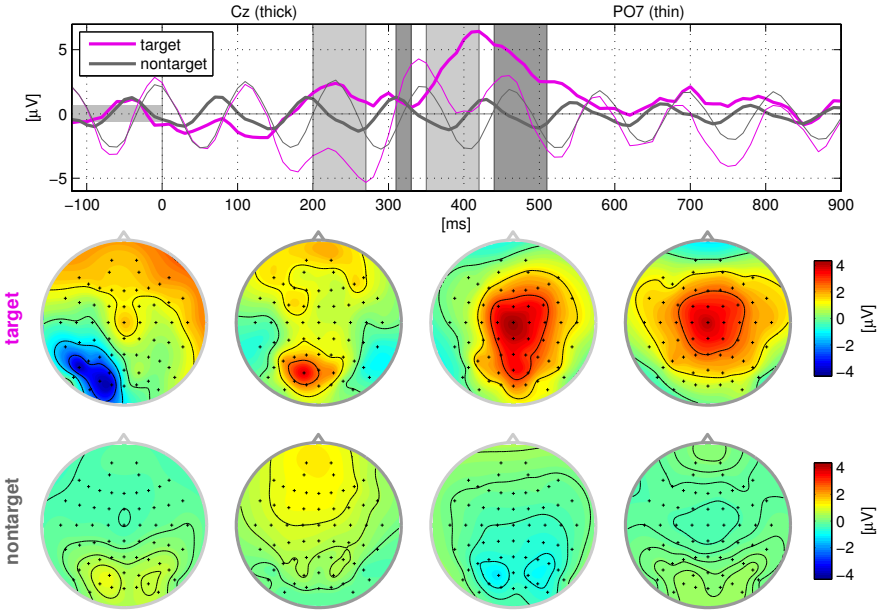 Cz (thick) PO7 (thin)
target
nontarget
5
0
−5
[µV]
−100 0 100 200 300 400 500 600 700 800 900
[ms]
target
4
2
0
−2
−4
[µV]
nontarget
4
2
0
−2
−4
[µV]